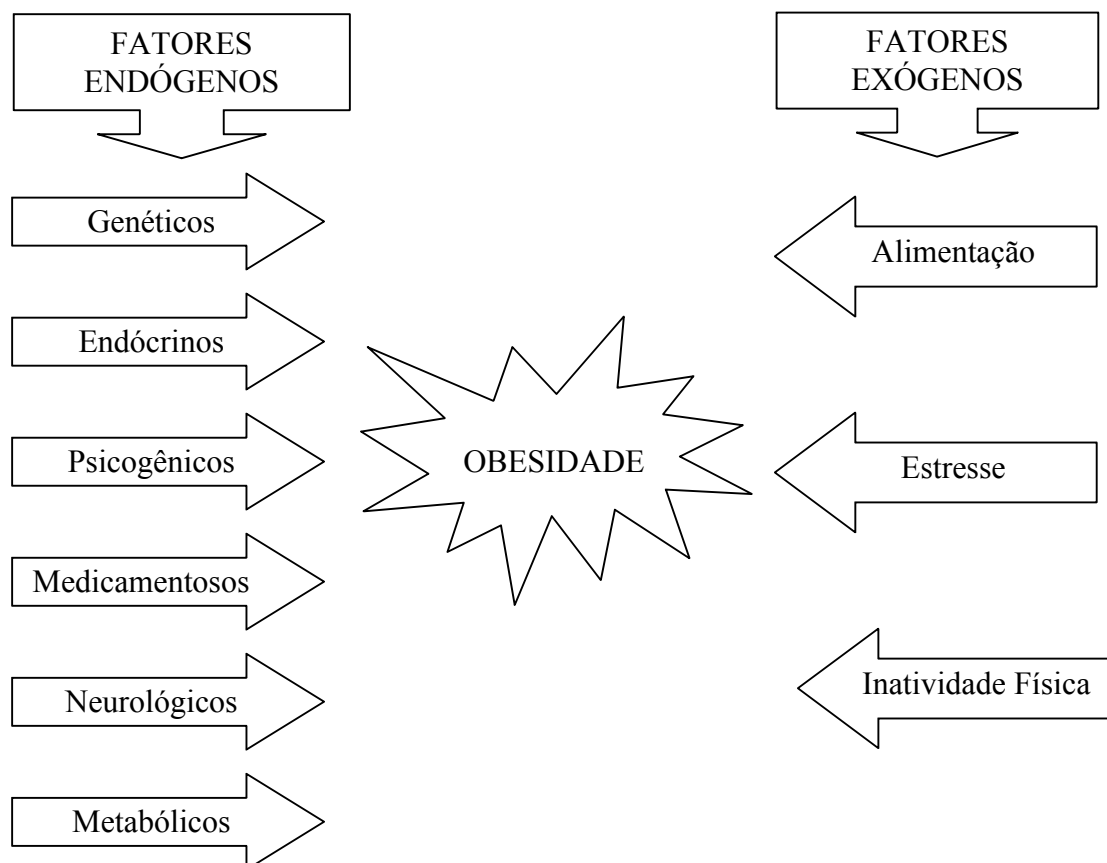 FATORES
ENDÓGENOS
Genéticos
Endócrinos
Psicogênicos
Medicamentosos
Neurológicos
Metabólicos
OBESIDADE
FATORES
EXÓGENOS
Alimentação
Estresse
Inatividade Física